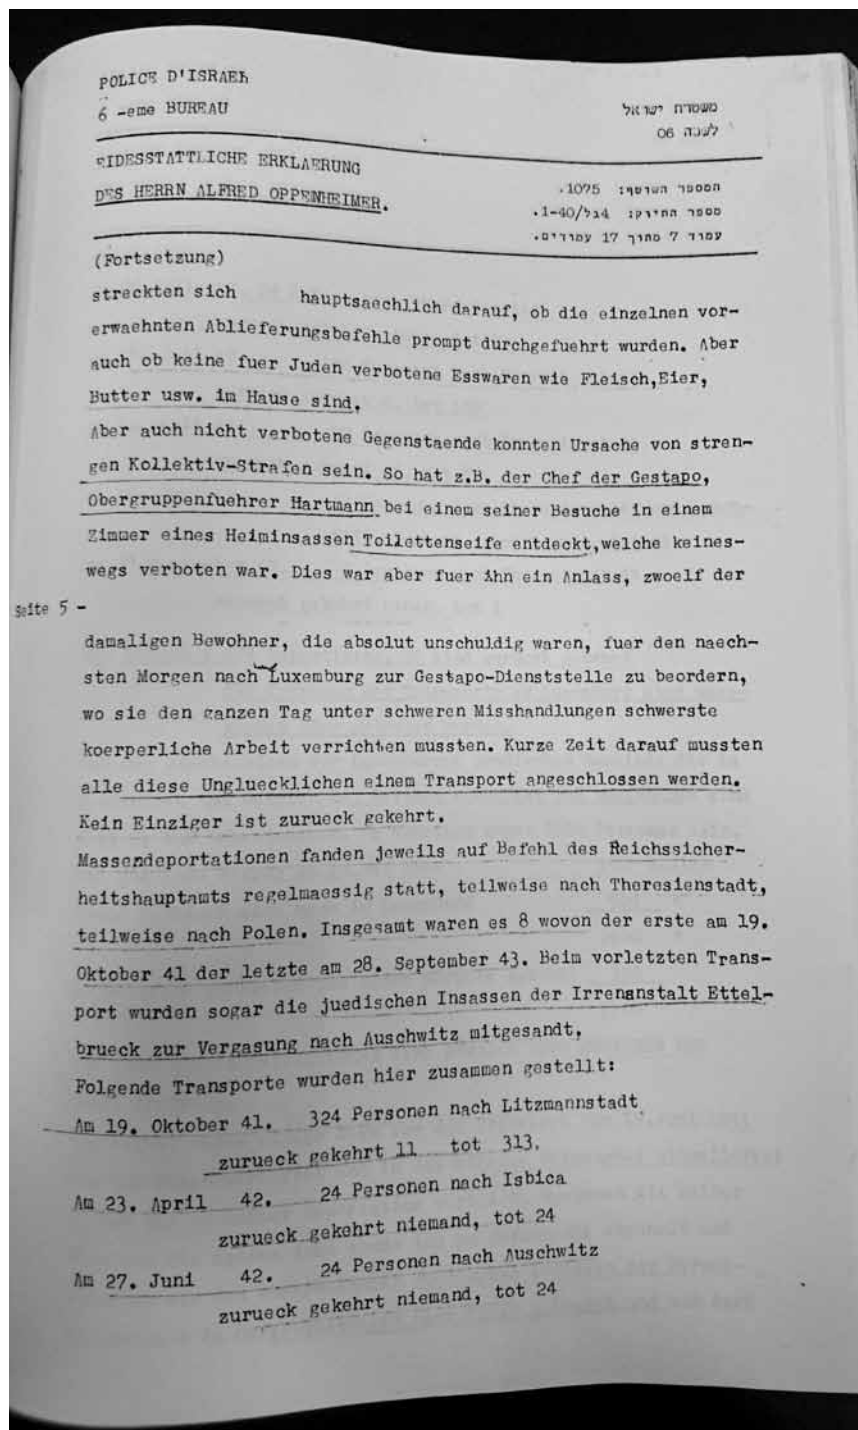 POLICE D'ISRAEL
6 -eme BUREAU
משטרת ישראל
לשכה 06
EIDESSTATTLICHE ERKLAERUNG
DES HERRN ALFRED OPPENHEIMER.
המספר השוטף: 1075.
מספר התיק: 4גל/1-40.
עמוד 7 מתוך 17 עמודים.
(Fortsetzung)
streckten sich hauptsaechlich darauf, ob die einzelnen vor-
erwaehnten Ablieferungsbefehle prompt durchgefuehrt wurden. Aber
auch ob keine fuer Juden verbotene Esswaren wie Fleisch,Eier,
Butter usw. im Hause sind.
Aber auch nicht verbotene Gegenstaende konnten Ursache von stren-
gen Kollektiv-Strafen sein. So hat z.B. der Chef der Gestapo,
Obergruppenfuehrer Hartmann bei einem seiner Besuche in einem
Zimmer eines Heiminsassen Toilettenseife entdeckt,welche keines-
wegs verboten war. Dies war aber fuer ihn ein Anlass, zwoelf der
Seite 5 -
damaligen Bewohner, die absolut unschuldig waren, fuer den naech-
sten Morgen nach Luxemburg zur Gestapo-Dienststelle zu beordern,
wo sie den ganzen Tag unter schweren Misshandlungen schwerste
koerperliche Arbeit verrichten mussten. Kurze Zeit darauf mussten
alle diese Ungluecklichen einem Transport angeschlossen werden.
Kein Einziger ist zurueck gekehrt.
Massendeportationen fanden jeweils auf Befehl des Reichssicher-
heitshauptamts regelmaessig statt, teilweise nach Theresienstadt,
teilweise nach Polen. Insgesamt waren es 8 wovon der erste am 19.
Oktober 41 der letzte am 28. September 43. Beim vorletzten Trans-
port wurden sogar die juedischen Insassen der Irrenanstalt Ettel-
brueck zur Vergasung nach Auschwitz mitgesandt.
Folgende Transporte wurden hier zusammen gestellt:
Am 19. Oktober 41. 324 Personen nach Litzmannstadt
zurueck gekehrt 11 tot 313.
Am 23. April 42. 24 Personen nach Isbica
zurueck gekehrt niemand, tot 24
Am 27. Juni 42. 24 Personen nach Auschwitz
zurueck gekehrt niemand, tot 24